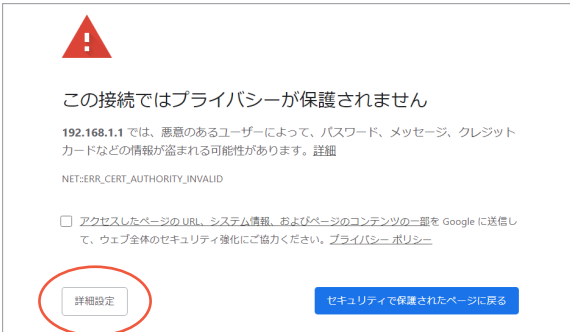 この接続ではプライバシーが保護されません
192.168.1.1 では、悪意のあるユーザーによって、パスワード、メッセージ、クレジット
カードなどの情報が盗まれる可能性があります。詳細
NET::ERR_CERT_AUTHORITY_INVALID
アクセスしたページの URL、システム情報、およびページのコンテンツの一部を Google に送信し
て、ウェブ全体のセキュリティ強化にご協力ください。プライバシー ポリシー
詳細設定
セキュリティで保護されたページに戻る